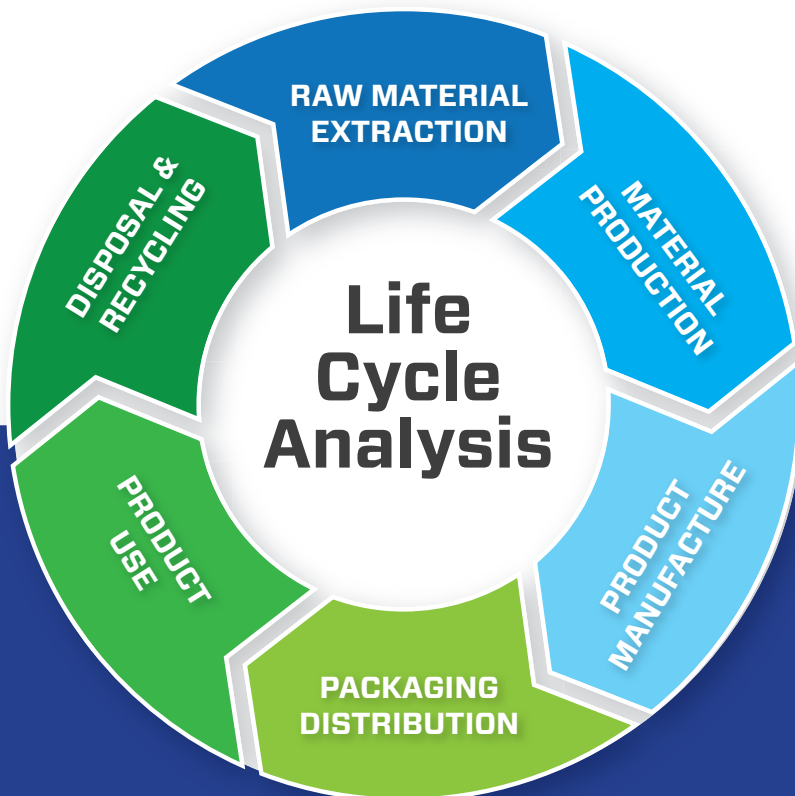 RAW MATERIAL
EXTRACTION
MATERIAL
PRODUCTION
PRODUCT
MANUFACTURE
PACKAGING
DISTRIBUTION
PRODUCT
USE
DISPOSAL &
RECYCLING
Life
Cycle
Analysis